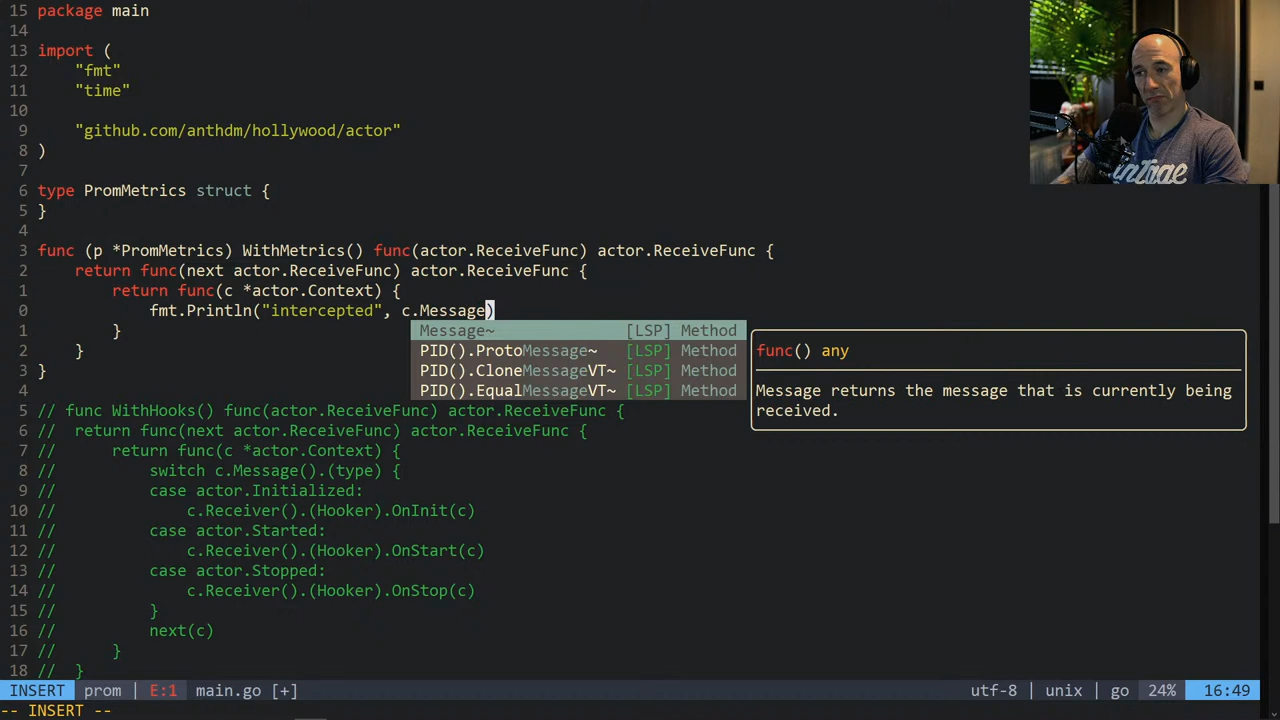 15 package main
14
13 import (
12 "fmt"
11 "time"
10
9 "github.com/anthdm/hollywood/actor"
8 )
7
6 type PromMetrics struct {
5 }
4
3 func (p *PromMetrics) WithMetrics() func(actor.ReceiveFunc) actor.ReceiveFunc {
2 return func(next actor.ReceiveFunc) actor.ReceiveFunc {
1 return func(c *actor.Context) {
0 fmt.Println("intercepted", c.Message)
1 }
Message~ [LSP] Method
2 }
PID().ProtoMessage~ [LSP] Method
func() any
3 }
PID().CloneMessageVT~ [LSP] Method
4
PID().EqualMessageVT~ [LSP] Method
Message returns the message that is currently being
received.
5 // func WithHooks() func(actor.ReceiveFunc) actor.ReceiveFunc {
6 // return func(next actor.ReceiveFunc) actor.ReceiveFunc {
7 // return func(c *actor.Context) {
8 // switch c.Message().(type) {
9 // case actor.Initialized:
10 // c.Receiver().(Hooker).OnInit(c)
11 // case actor.Started:
12 // c.Receiver().(Hooker).OnStart(c)
13 // case actor.Stopped:
14 // c.Receiver().(Hooker).OnStop(c)
15 // }
16 // next(c)
17 // }
18 // }
INSERT prom | E:1 main.go [+] utf-8 | unix | go 24% 16:49
-- INSERT --